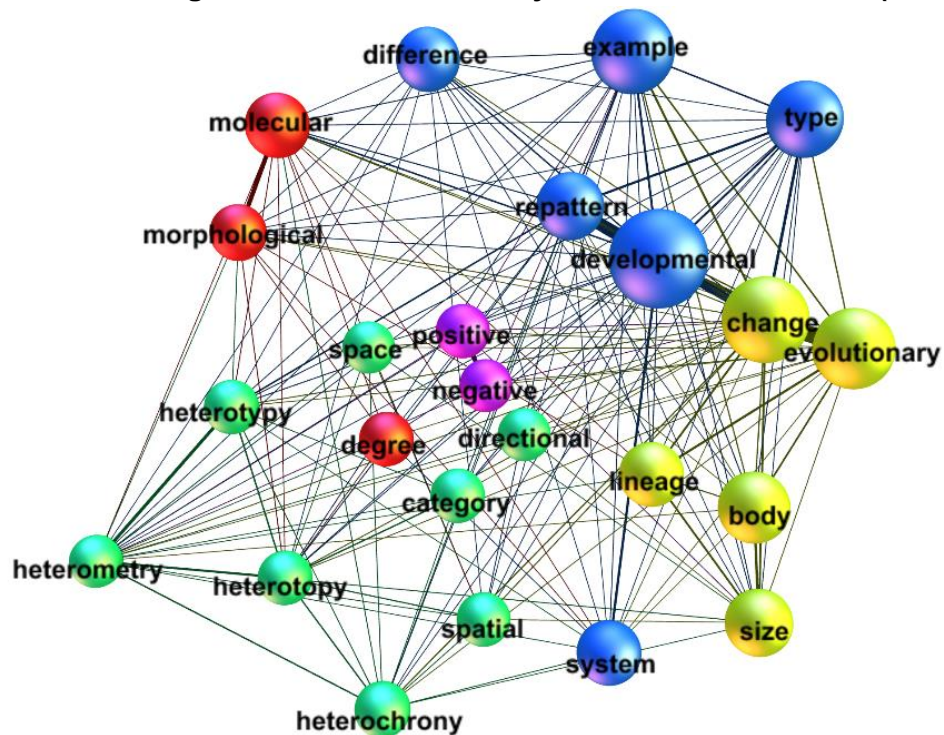 difference
example
molecular
type
repattern
morphological
developmental
change
positive
space
evolutionary
negative
heterotypy
directional
degree
lineage
category
body
heterometry
heterotopy
spatial
size
system
heterochrony